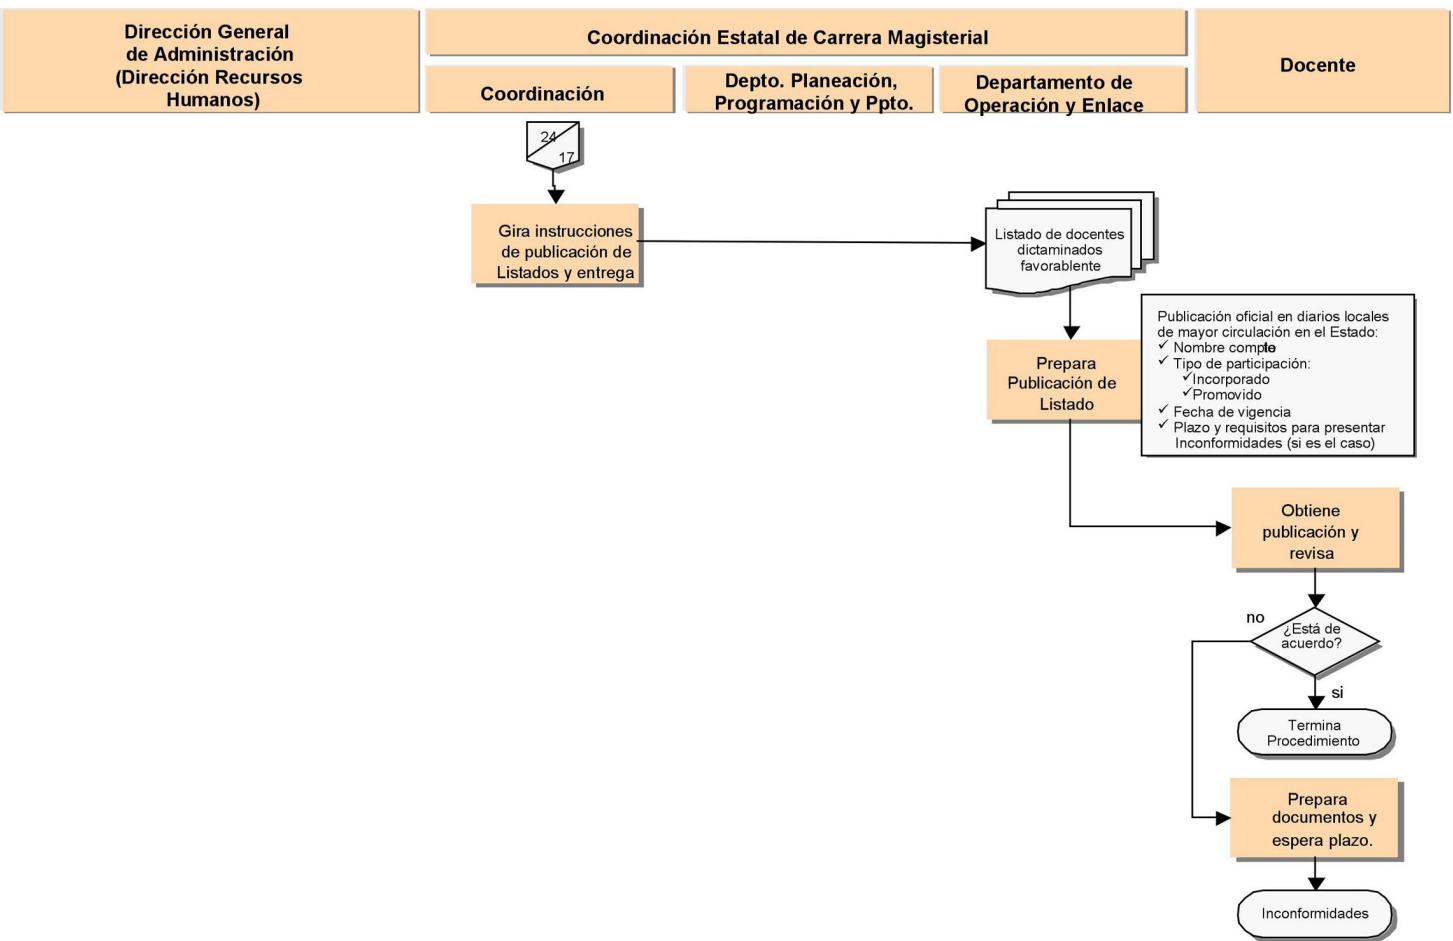 Dirección General
de Administración
(Dirección Recursos
Humanos)
Coordinación Estatal de Carrera Magisterial
Coordinación
Depto. Planeación,
Programación y Ppto.
Departamento de
Operación y Enlace
Docente
24
17
Gira instrucciones
de publicación de
Listados y entrega
Listado de docentes
dictaminados
favorablente
Prepara
Publicación de
Listado
Publicación oficial en diarios locales
de mayor circulación en el Estado:
✓ Nombre complto
✓ Tipo de participación:
✓Incorporado
✓Promovido
✓ Fecha de vigencia
✓ Plazo y requisitos para presentar
Inconformidades (si es el caso)
Obtiene
publicación y
revisa
no
¿Está de
acuerdo?
si
Termina
Procedimiento
Prepara
documentos y
espera plazo.
Inconformidades